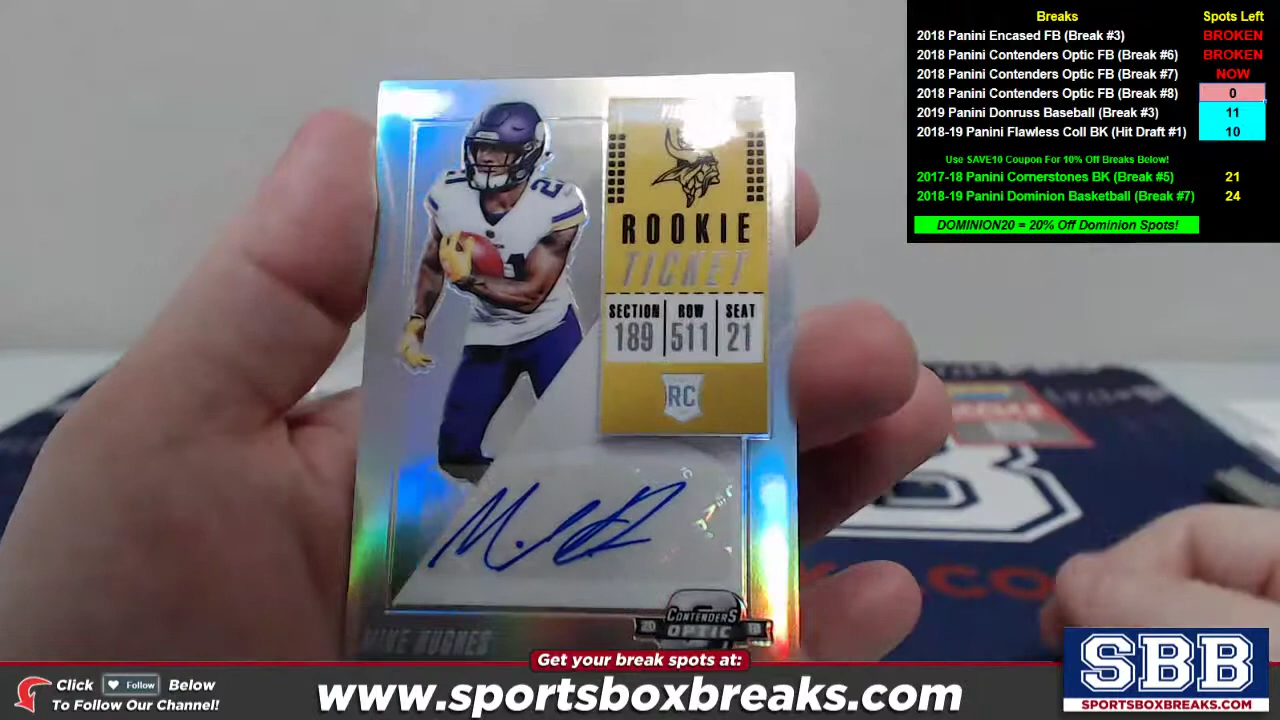 Breaks Spots Left
2018 Panini Encased FB (Break #3) BROKEN
2018 Panini Contenders Optic FB (Break #6) BROKEN
2018 Panini Contenders Optic FB (Break #7) NOW
2018 Panini Contenders Optic FB (Break #8) 0
2019 Panini Donruss Baseball (Break #3) 11
2018-19 Panini Flawless Coll BK (Hit Draft #1) 10
Use SAVE10 Coupon For 10% Off Breaks Below!
2017-18 Panini Cornerstones BK (Break #5) 21
2018-19 Panini Dominion Basketball (Break #7) 24
DOMINION20 = 20% Off Dominion Spots!
21
ROOKIE
TICKET
SECTION ROW SEAT
189 511 21
RC
CONTENDERS
20 OPTIC 18
MIKE HUGHES
B
Get your break spots at:
Click Follow Below
To Follow Our Channel!
www.sportsboxbreaks.com
SBB
SPORTSBOXBREAKS.COM